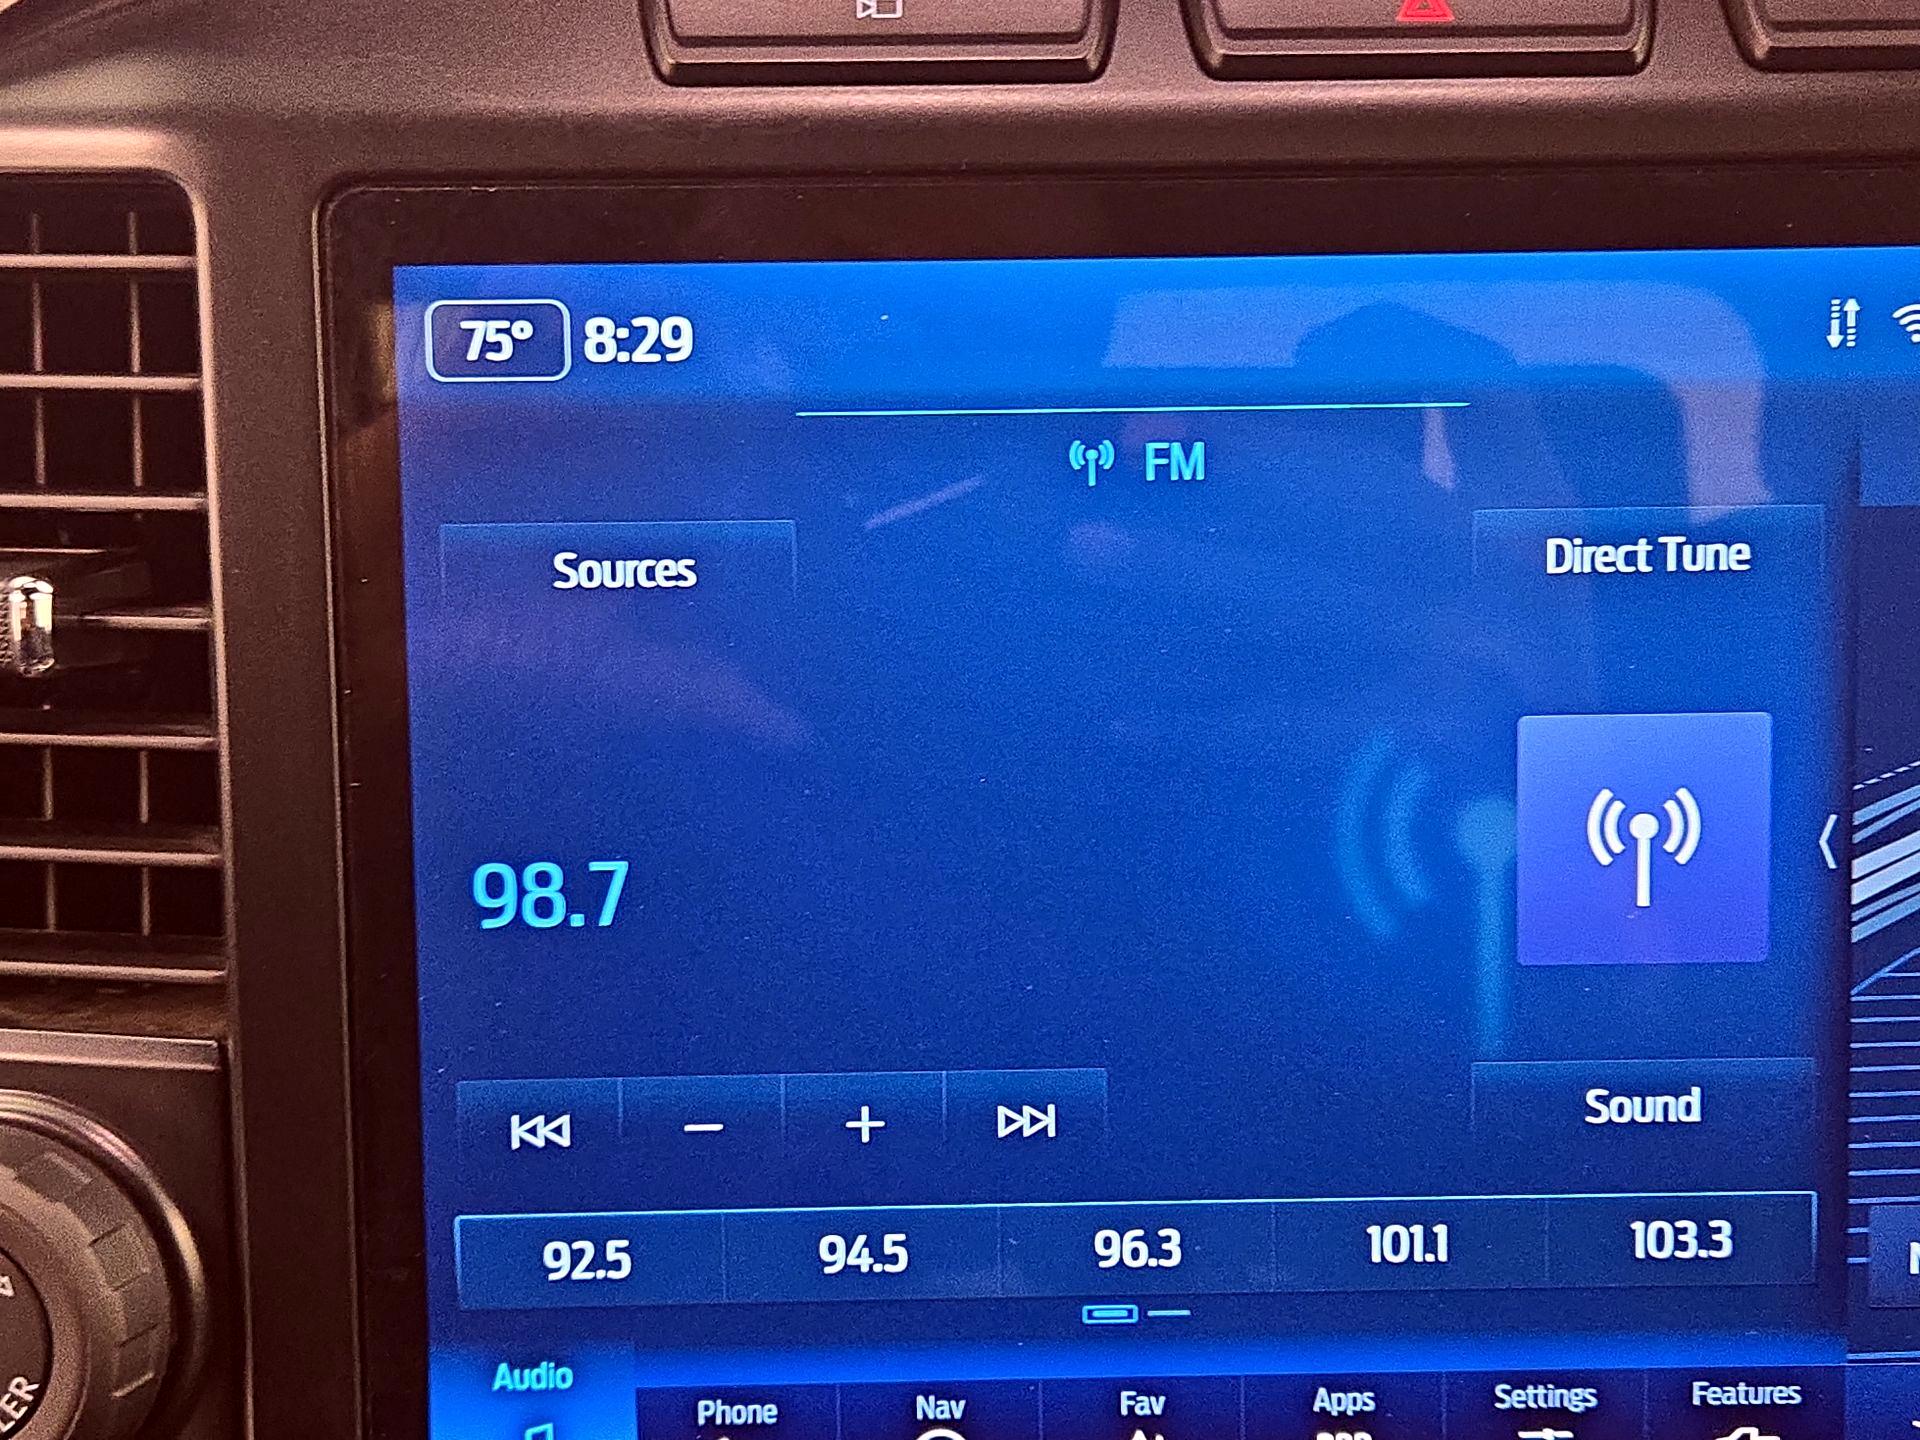 75° 8:29
FM
Sources
Direct Tune
98.7
Sound
92.5 94.5 96.3 101.1 103.3
Audio
Phone Nav Fav Apps Settings Features